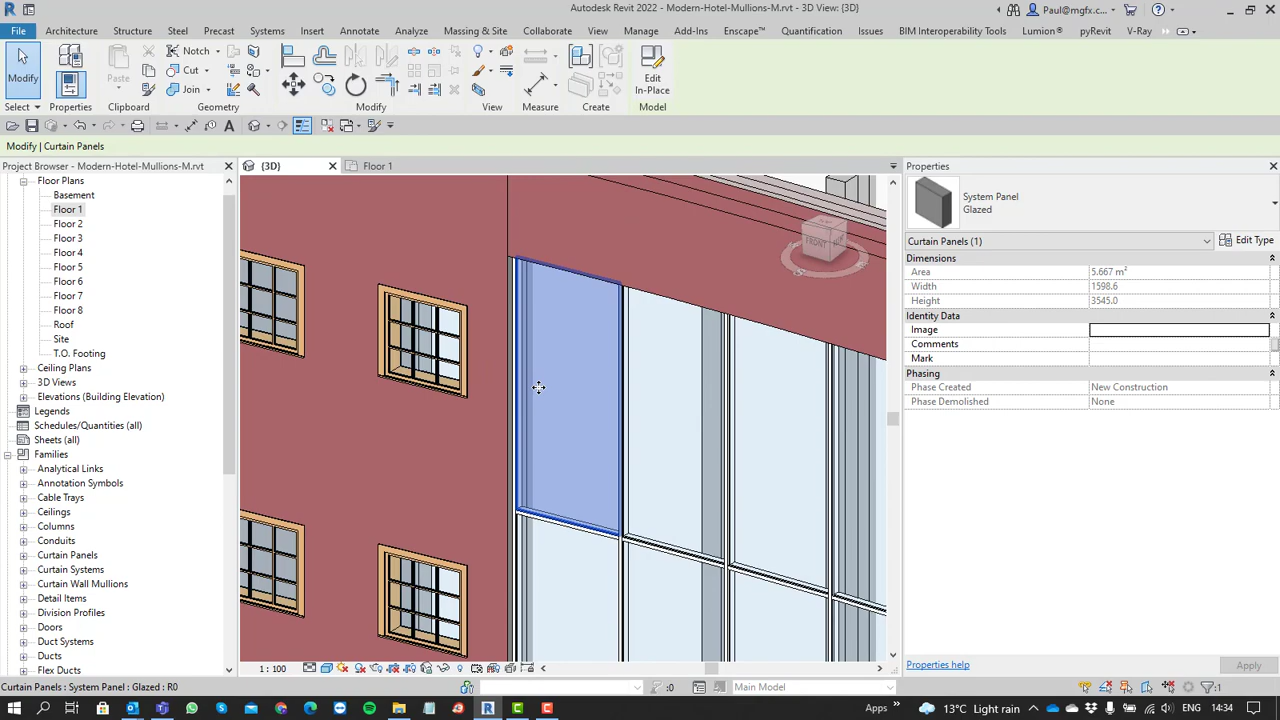 Autodesk Revit 2022 - Modern-Hotel-Mullions-M.rvt - 3D View: {3D}
Paul@mgfx.c...
File Architecture Structure Steel Precast Systems Insert Annotate Analyze Massing & Site Collaborate View Manage Add-Ins Enscape™ Quantification Issues BIM Interoperability Tools Lumion® pyRevit V-Ray
Modify
Paste
Notch
Cut
Join
Edit
In-Place
Select Properties Clipboard Geometry Modify View Measure Create Model
Modify | Curtain Panels
Project Browser - Modern-Hotel-Mullions-M.rvt
{3D}
Floor 1
Properties
Floor Plans
Basement
Floor 1
Floor 2
Floor 3
Floor 4
Floor 5
Floor 6
Floor 7
Floor 8
Roof
Site
T.O. Footing
Ceiling Plans
3D Views
Elevations (Building Elevation)
Legends
Schedules/Quantities (all)
Sheets (all)
Families
Analytical Links
Annotation Symbols
Cable Trays
Ceilings
Columns
Conduits
Curtain Panels
Curtain Systems
Curtain Wall Mullions
Detail Items
Division Profiles
Doors
Duct Systems
Ducts
Flex Ducts
FRONT
System Panel
Glazed
Curtain Panels (1)
Edit Type
Dimensions
Area 5.667 m²
Width 1598.6
Height 3545.0
Identity Data
Image
Comments
Mark
Phasing
Phase Created New Construction
Phase Demolished None
Properties help
Apply
1 : 100
Curtain Panels : System Panel : Glazed : R0
:0
Main Model
:1
Apps
13°C Light rain
ENG
14:34